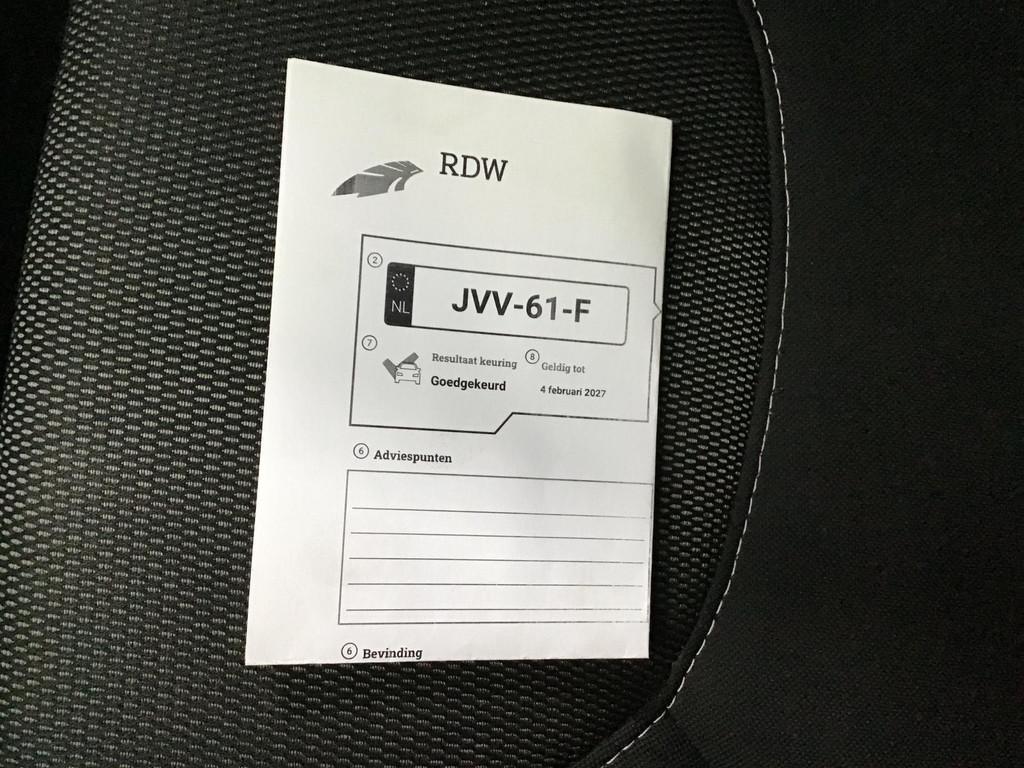 RDW
2
NL JVV-61-F
7 Resultaat keuring 8 Geldig tot
Goedgekeurd 4 februari 2027
6 Adviespunten
6 Bevinding